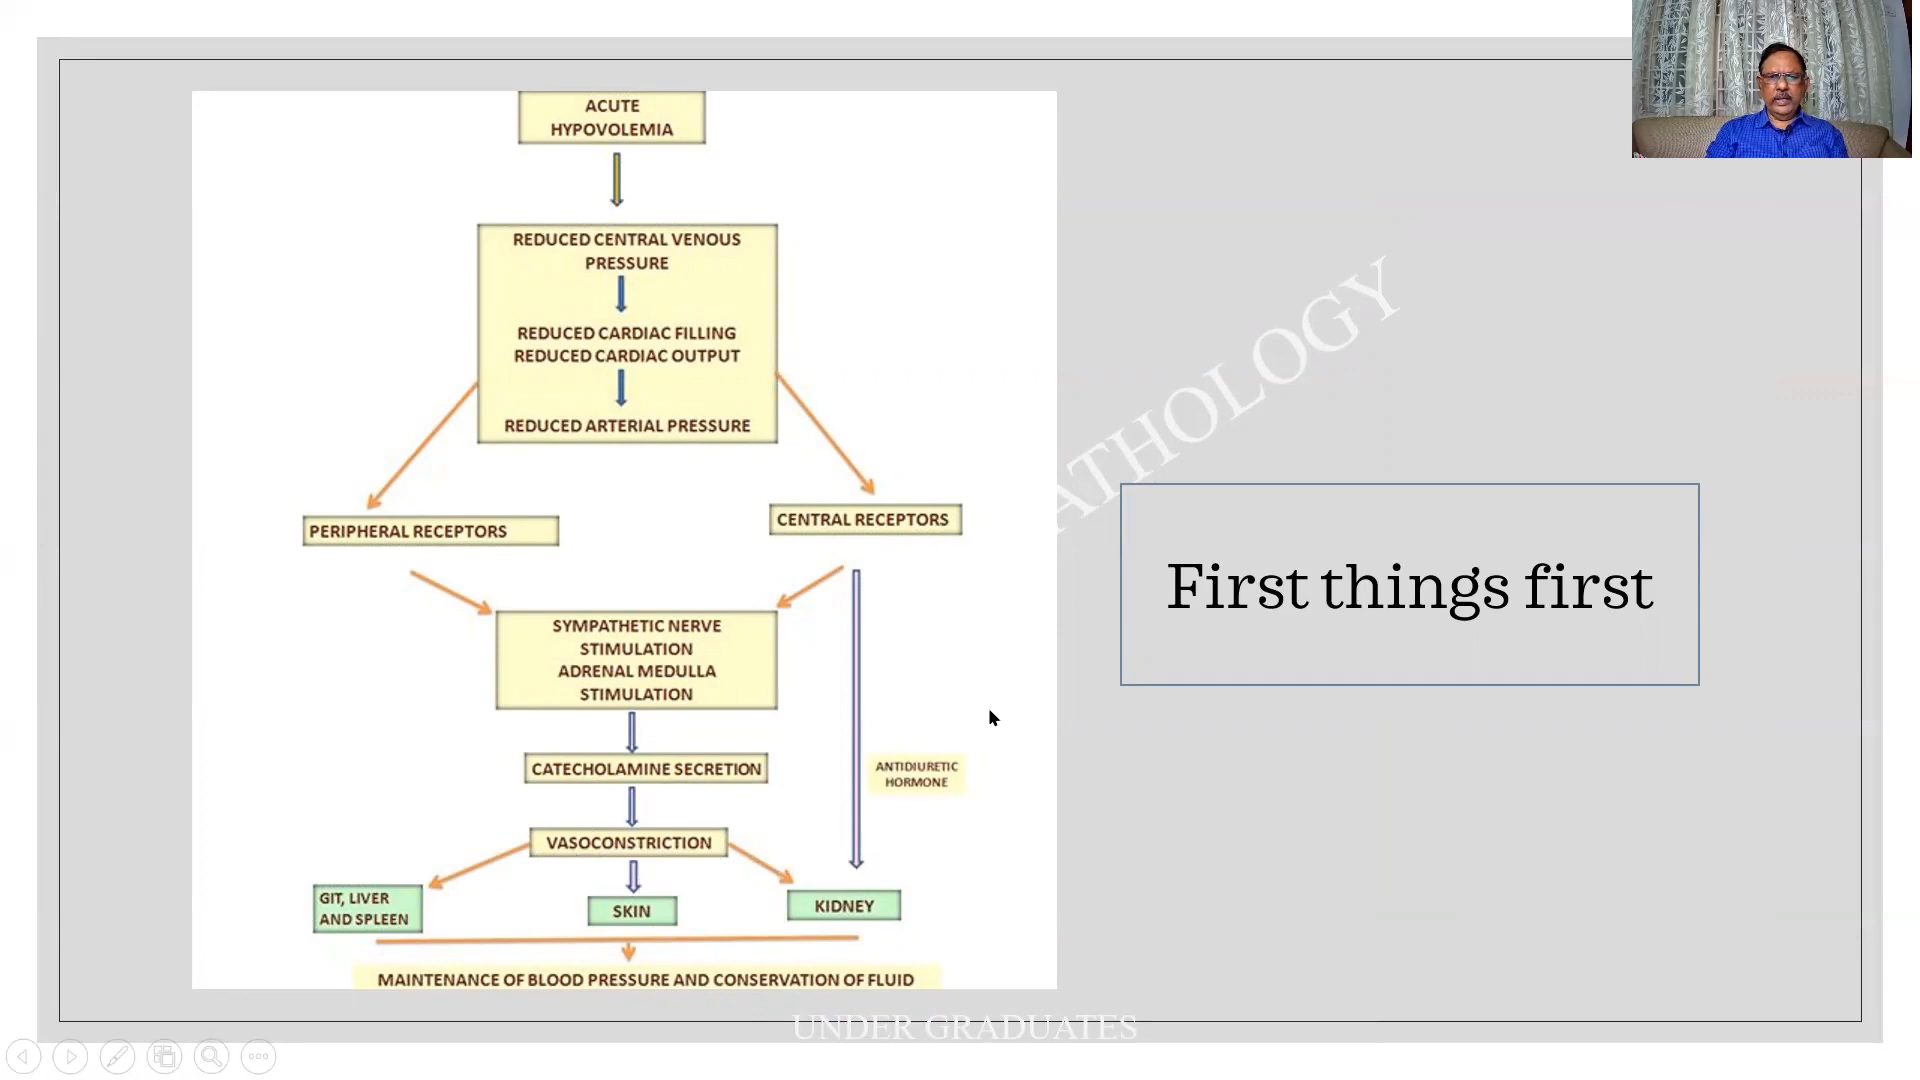 ACUTE
HYPOVOLEMIA
REDUCED CENTRAL VENOUS
PRESSURE
REDUCED CARDIAC FILLING
REDUCED CARDIAC OUTPUT
REDUCED ARTERIAL PRESSURE
PERIPHERAL RECEPTORS
CENTRAL RECEPTORS
SYMPATHETIC NERVE
STIMULATION
ADRENAL MEDULLA
STIMULATION
CATECHOLAMINE SECRETION
ANTIDIURETIC
HORMONE
VASOCONSTRICTION
GIT, LIVER
AND SPLEEN
SKIN
KIDNEY
MAINTENANCE OF BLOOD PRESSURE AND CONSERVATION OF FLUID
First things first
ATHOLOGY
UNDER GRADUATES